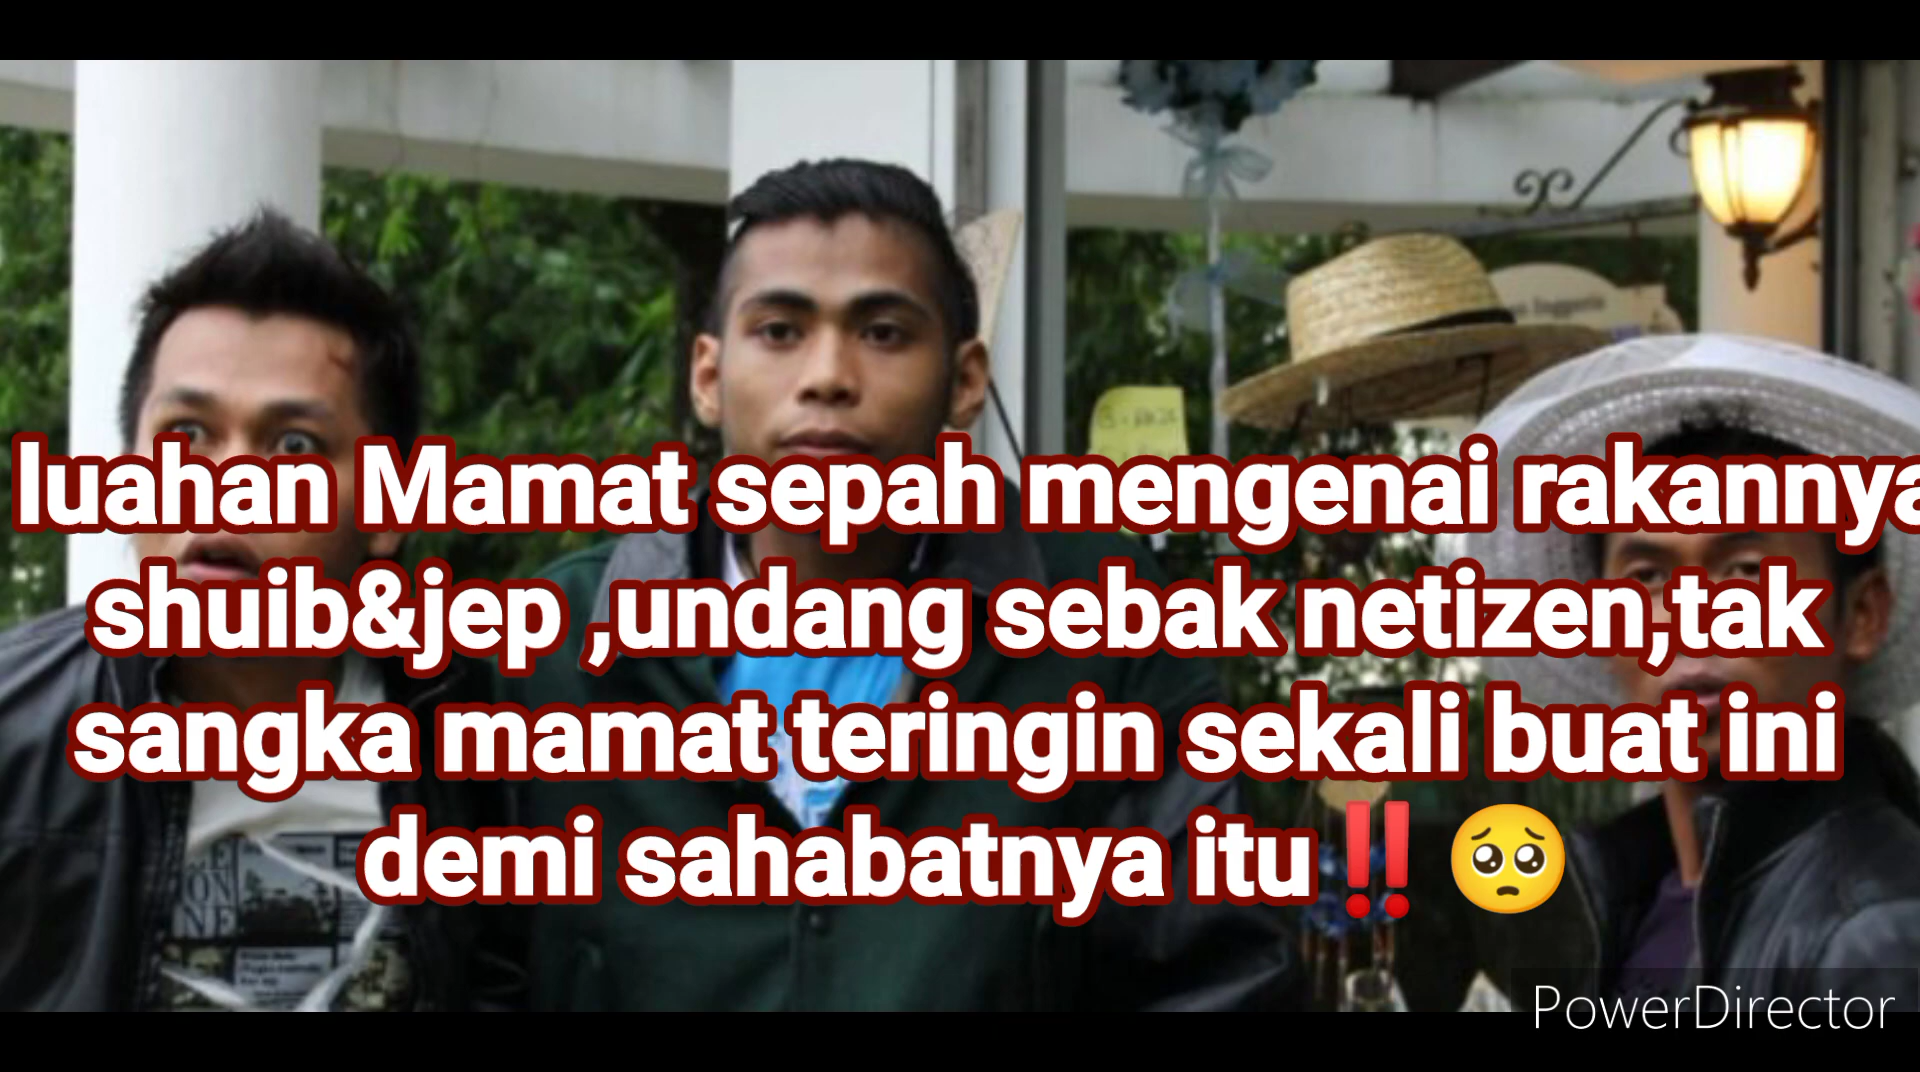 luahan Mamat sepah mengenai rakannya
shuib&jep ,undang sebak netizen,tak
sangka mamat teringin sekali buat ini
demi sahabatnya itu‼️🥺
PowerDirector